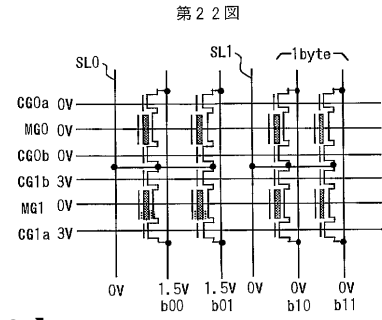 第22図
SL0 SL1 1byte
CG0a 0V
MG0 0V
CG0b 0V
CG1b 3V
MG1 0V
CG1a 3V
0V 1.5V 1.5V 0V 0V 0V
b00 b01 b10 b11